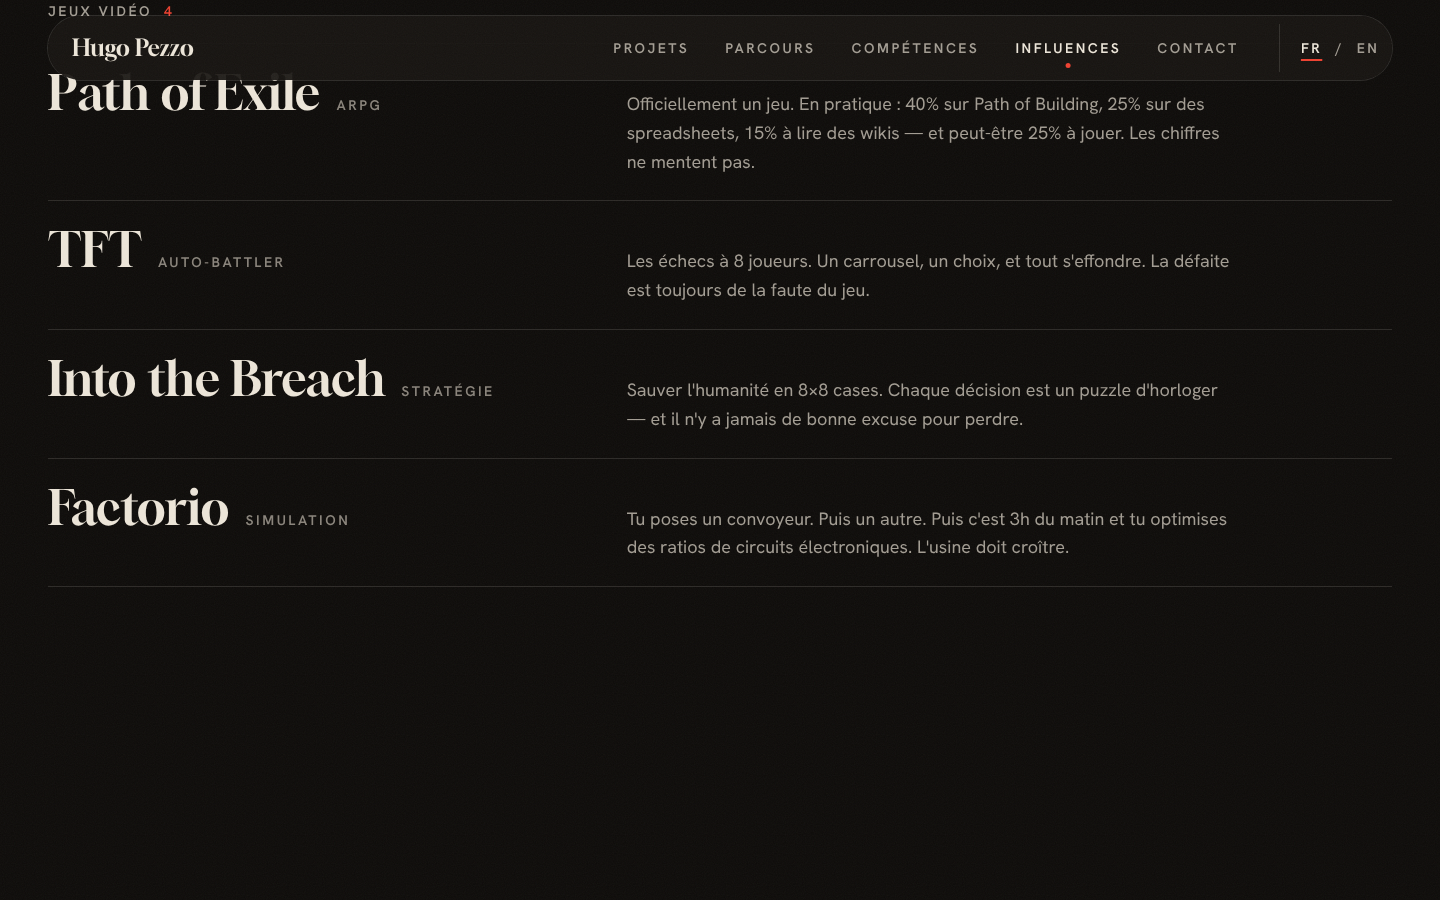 JEUX VIDÉO 4
Hugo Pezzo
PROJETS PARCOURS COMPÉTENCES INFLUENCES CONTACT FR / EN
Path of Exile ARPG
Officiellement un jeu. En pratique : 40% sur Path of Building, 25% sur des
spreadsheets, 15% à lire des wikis — et peut-être 25% à jouer. Les chiffres
ne mentent pas.
TFT AUTO-BATTLER
Les échecs à 8 joueurs. Un carrousel, un choix, et tout s'effondre. La défaite
est toujours de la faute du jeu.
Into the Breach STRATÉGIE
Sauver l'humanité en 8×8 cases. Chaque décision est un puzzle d'horloger
— et il n'y a jamais de bonne excuse pour perdre.
Factorio SIMULATION
Tu poses un convoyeur. Puis un autre. Puis c'est 3h du matin et tu optimises
des ratios de circuits électroniques. L'usine doit croître.